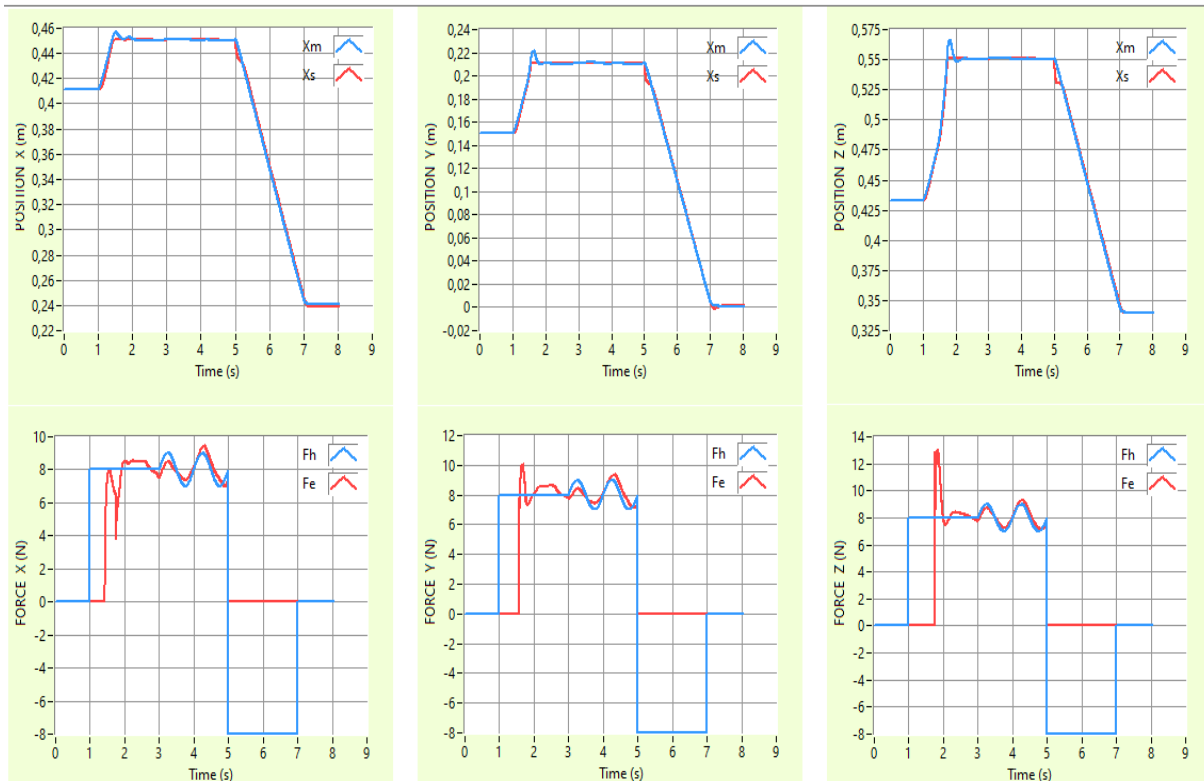 POSITION X (m)
0,46
0,44
0,42
0,4
0,38
0,36
0,34
0,32
0,3
0,28
0,26
0,24
0,22
Xm
Xs
0 1 2 3 4 5 6 7 8 9
Time (s)
POSITION Y (m)
0,24
0,22
0,2
0,18
0,16
0,14
0,12
0,1
0,08
0,06
0,04
0,02
0
-0,02
Xm
Xs
0 1 2 3 4 5 6 7 8 9
Time (s)
POSITION Z (m)
0,575
0,55
0,525
0,5
0,475
0,45
0,425
0,4
0,375
0,35
0,325
Xm
Xs
0 1 2 3 4 5 6 7 8 9
Time (s)
FORCE X (N)
10
8
6
4
2
0
-2
-4
-6
-8
Fh
Fe
0 1 2 3 4 5 6 7 8 9
Time (s)
FORCE Y (N)
12
10
8
6
4
2
0
-2
-4
-6
-8
Fh
Fe
0 1 2 3 4 5 6 7 8 9
Time (s)
FORCE Z (N)
14
12
10
8
6
4
2
0
-2
-4
-6
-8
Fh
Fe
0 1 2 3 4 5 6 7 8 9
Time (s)